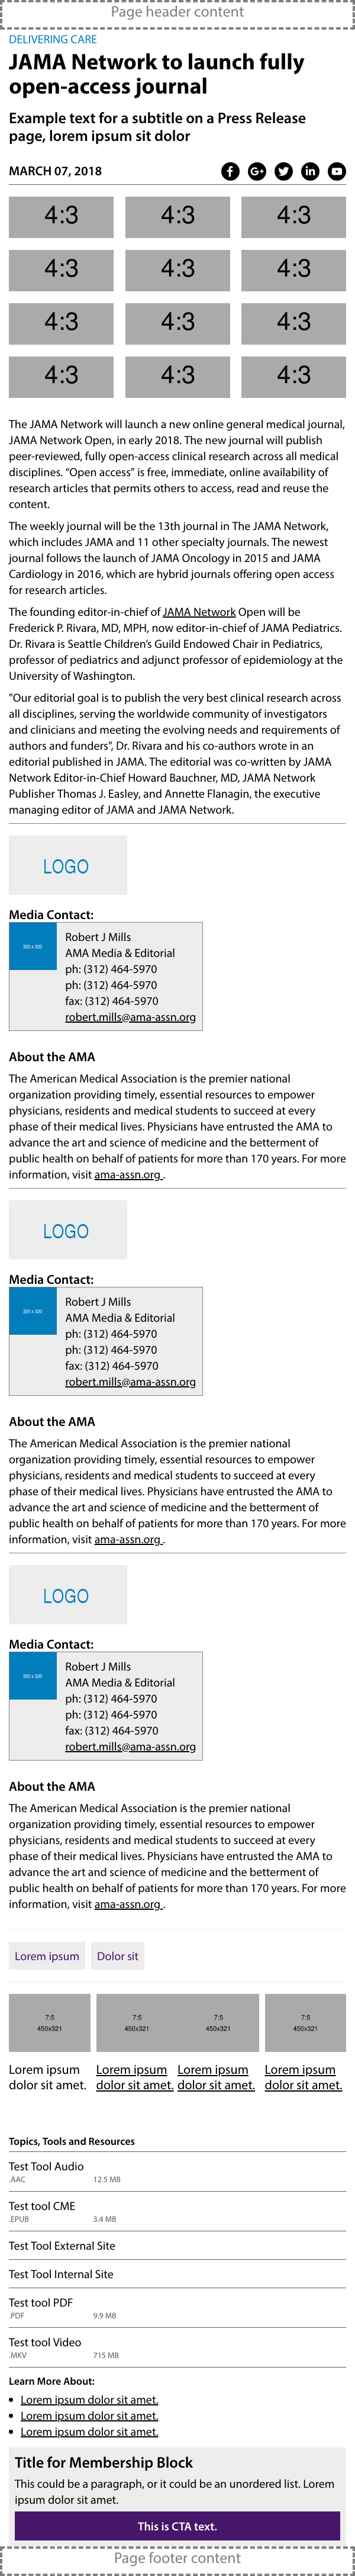 Page header content
DELIVERING CARE
JAMA Network to launch fully
open-access journal
Example text for a subtitle on a Press Release
page, lorem ipsum sit dolor
MARCH 07, 2018
4:3 4:3 4:3
4:3 4:3 4:3
4:3 4:3 4:3
4:3 4:3 4:3
The JAMA Network will launch a new online general medical journal,
JAMA Network Open, in early 2018. The new journal will publish
peer-reviewed, fully open-access clinical research across all medical
disciplines. “Open access” is free, immediate, online availability of
research articles that permits others to access, read and reuse the
content.
The weekly journal will be the 13th journal in The JAMA Network,
which includes JAMA and 11 other specialty journals. The newest
journal follows the launch of JAMA Oncology in 2015 and JAMA
Cardiology in 2016, which are hybrid journals offering open access
for research articles.
The founding editor-in-chief of JAMA Network Open will be
Frederick P. Rivara, MD, MPH, now editor-in-chief of JAMA Pediatrics.
Dr. Rivara is Seattle Children’s Guild Endowed Chair in Pediatrics,
professor of pediatrics and adjunct professor of epidemiology at the
University of Washington.
"Our editorial goal is to publish the very best clinical research across
all disciplines, serving the worldwide community of investigators
and clinicians and meeting the evolving needs and requirements of
authors and funders", Dr. Rivara and his co-authors wrote in an
editorial published in JAMA. The editorial was co-written by JAMA
Network Editor-in-Chief Howard Bauchner, MD, JAMA Network
Publisher Thomas J. Easley, and Annette Flanagin, the executive
managing editor of JAMA and JAMA Network.
LOGO
Media Contact:
320 x 320
Robert J Mills
AMA Media & Editorial
ph: (312) 464-5970
ph: (312) 464-5970
fax: (312) 464-5970
robert.mills@ama-assn.org
About the AMA
The American Medical Association is the premier national
organization providing timely, essential resources to empower
physicians, residents and medical students to succeed at every
phase of their medical lives. Physicians have entrusted the AMA to
advance the art and science of medicine and the betterment of
public health on behalf of patients for more than 170 years. For more
information, visit ama-assn.org .
LOGO
Media Contact:
320 x 320
Robert J Mills
AMA Media & Editorial
ph: (312) 464-5970
ph: (312) 464-5970
fax: (312) 464-5970
robert.mills@ama-assn.org
About the AMA
The American Medical Association is the premier national
organization providing timely, essential resources to empower
physicians, residents and medical students to succeed at every
phase of their medical lives. Physicians have entrusted the AMA to
advance the art and science of medicine and the betterment of
public health on behalf of patients for more than 170 years. For more
information, visit ama-assn.org .
LOGO
Media Contact:
320 x 320
Robert J Mills
AMA Media & Editorial
ph: (312) 464-5970
ph: (312) 464-5970
fax: (312) 464-5970
robert.mills@ama-assn.org
About the AMA
The American Medical Association is the premier national
organization providing timely, essential resources to empower
physicians, residents and medical students to succeed at every
phase of their medical lives. Physicians have entrusted the AMA to
advance the art and science of medicine and the betterment of
public health on behalf of patients for more than 170 years. For more
information, visit ama-assn.org .
Lorem ipsum Dolor sit
7:5 7:5 7:5 7:5
450x321 450x321 450x321 450x321
Lorem ipsum Lorem ipsum Lorem ipsum Lorem ipsum
dolor sit amet. dolor sit amet. dolor sit amet. dolor sit amet.
Topics, Tools and Resources
Test Tool Audio
.AAC 12.5 MB
Test tool CME
.EPUB 3.4 MB
Test Tool External Site
Test Tool Internal Site
Test tool PDF
.PDF 9.9 MB
Test tool Video
.MKV 715 MB
Learn More About:
Lorem ipsum dolor sit amet.
Lorem ipsum dolor sit amet.
Lorem ipsum dolor sit amet.
Title for Membership Block
This could be a paragraph, or it could be an unordered list. Lorem
ipsum dolor sit amet.
This is CTA text.
Page footer content